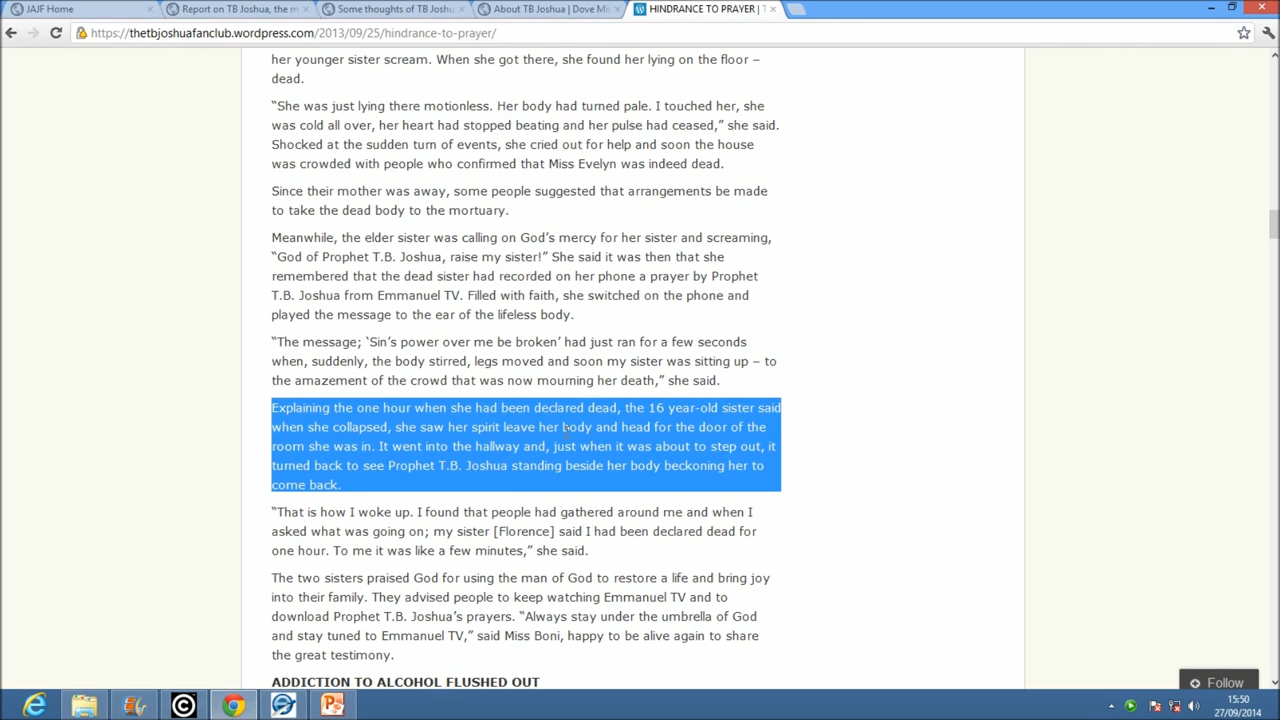 JAJF Home
Report on TB Joshua, the m
Some thoughts of TB Joshu
About TB Joshua | Dove Mi
HINDRANCE TO PRAYER | T
https://thetbjoshuafanclub.wordpress.com/2013/09/25/hindrance-to-prayer/
her younger sister scream. When she got there, she found her lying on the floor –
dead.
“She was just lying there motionless. Her body had turned pale. I touched her, she
was cold all over, her heart had stopped beating and her pulse had ceased,” she said.
Shocked at the sudden turn of events, she cried out for help and soon the house
was crowded with people who confirmed that Miss Evelyn was indeed dead.
Since their mother was away, some people suggested that arrangements be made
to take the dead body to the mortuary.
Meanwhile, the elder sister was calling on God’s mercy for her sister and screaming,
“God of Prophet T.B. Joshua, raise my sister!” She said it was then that she
remembered that the dead sister had recorded on her phone a prayer by Prophet
T.B. Joshua from Emmanuel TV. Filled with faith, she switched on the phone and
played the message to the ear of the lifeless body.
“The message; ‘Sin’s power over me be broken’ had just ran for a few seconds
when, suddenly, the body stirred, legs moved and soon my sister was sitting up – to
the amazement of the crowd that was now mourning her death,” she said.
Explaining the one hour when she had been declared dead, the 16 year-old sister said
when she collapsed, she saw her spirit leave her body and head for the door of the
room she was in. It went into the hallway and, just when it was about to step out, it
turned back to see Prophet T.B. Joshua standing beside her body beckoning her to
come back.
“That is how I woke up. I found that people had gathered around me and when I
asked what was going on; my sister [Florence] said I had been declared dead for
one hour. To me it was like a few minutes,” she said.
The two sisters praised God for using the man of God to restore a life and bring joy
into their family. They advised people to keep watching Emmanuel TV and to
download Prophet T.B. Joshua’s prayers. “Always stay under the umbrella of God
and stay tuned to Emmanuel TV,” said Miss Boni, happy to be alive again to share
the great testimony.
ADDICTION TO ALCOHOL FLUSHED OUT
Follow
15:50
27/09/2014